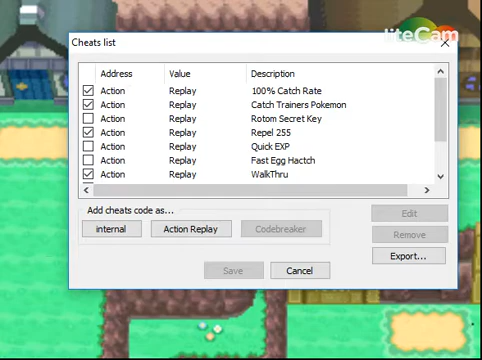 liteCam
Cheats list
Address Value Description
Action Replay 100% Catch Rate
Action Replay Catch Trainers Pokemon
Action Replay Rotom Secret Key
Action Replay Repel 255
Action Replay Quick EXP
Action Replay Fast Egg Hactch
Action Replay WalkThru
Add cheats code as...
internal Action Replay Codebreaker
Edit
Remove
Export...
Save Cancel